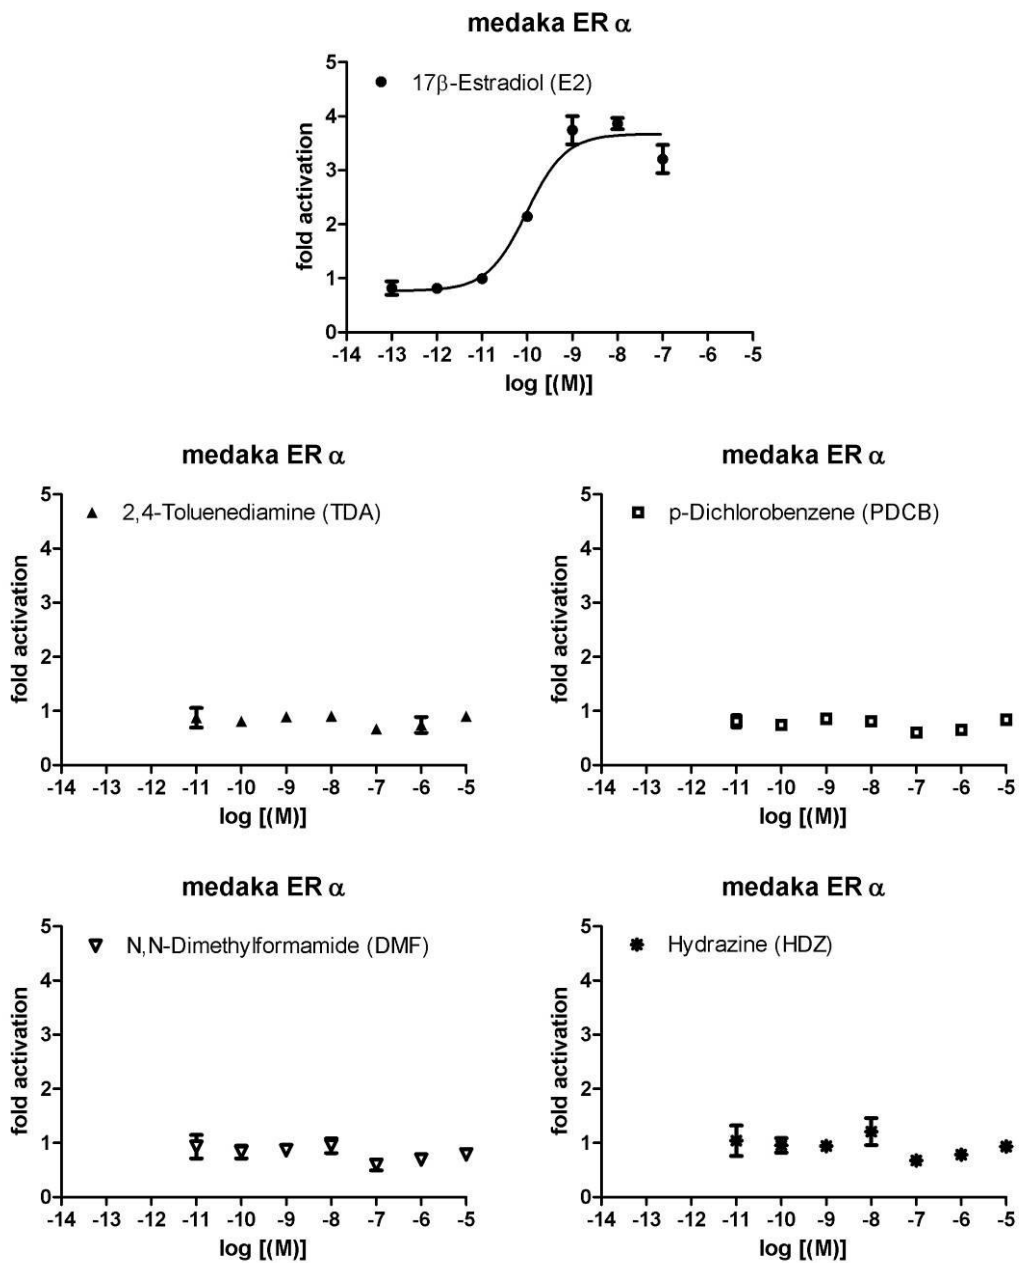 medaka ER α
17β-Estradiol (E2)
fold activation
5
4
3
2
1
0
-14 -13 -12 -11 -10 -9 -8 -7 -6 -5
log [(M)]
medaka ER α
2,4-Toluenediamine (TDA)
fold activation
5
4
3
2
1
0
-14 -13 -12 -11 -10 -9 -8 -7 -6 -5
log [(M)]
medaka ER α
p-Dichlorobenzene (PDCB)
fold activation
5
4
3
2
1
0
-14 -13 -12 -11 -10 -9 -8 -7 -6 -5
log [(M)]
medaka ER α
N,N-Dimethylformamide (DMF)
fold activation
5
4
3
2
1
0
-14 -13 -12 -11 -10 -9 -8 -7 -6 -5
log [(M)]
medaka ER α
Hydrazine (HDZ)
fold activation
5
4
3
2
1
0
-14 -13 -12 -11 -10 -9 -8 -7 -6 -5
log [(M)]